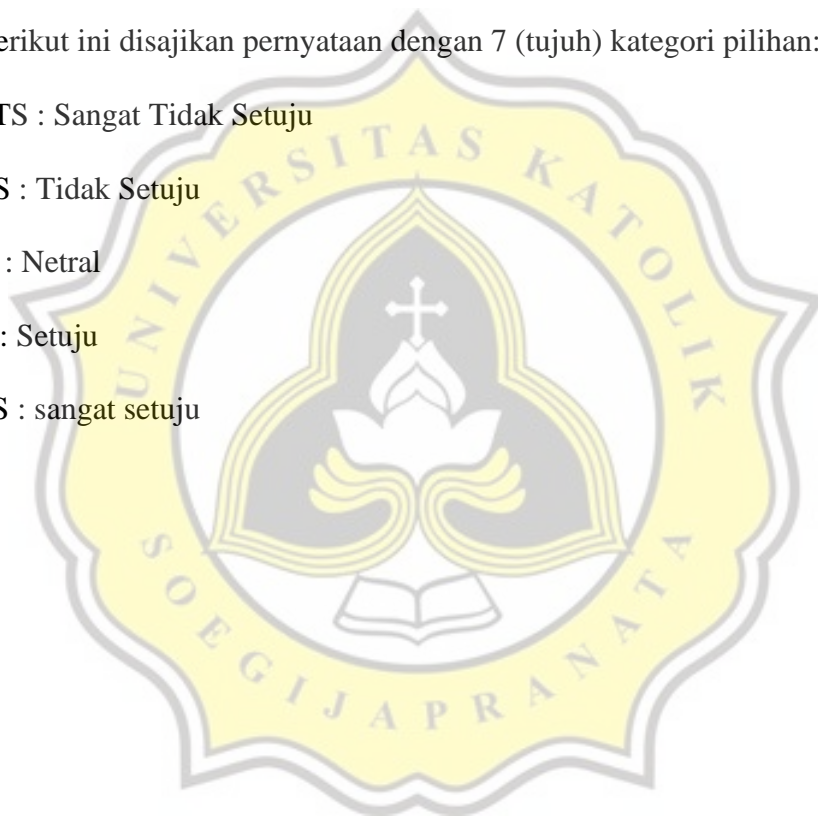 erikut ini disajikan pernyataan dengan 7 (tujuh) kategori pilihan:
TS : Sangat Tidak Setuju
S : Tidak Setuju
: Netral
: Setuju
S : sangat setuju
UNIVERSITAS KATOLIK
SOEGIJAPRANATA